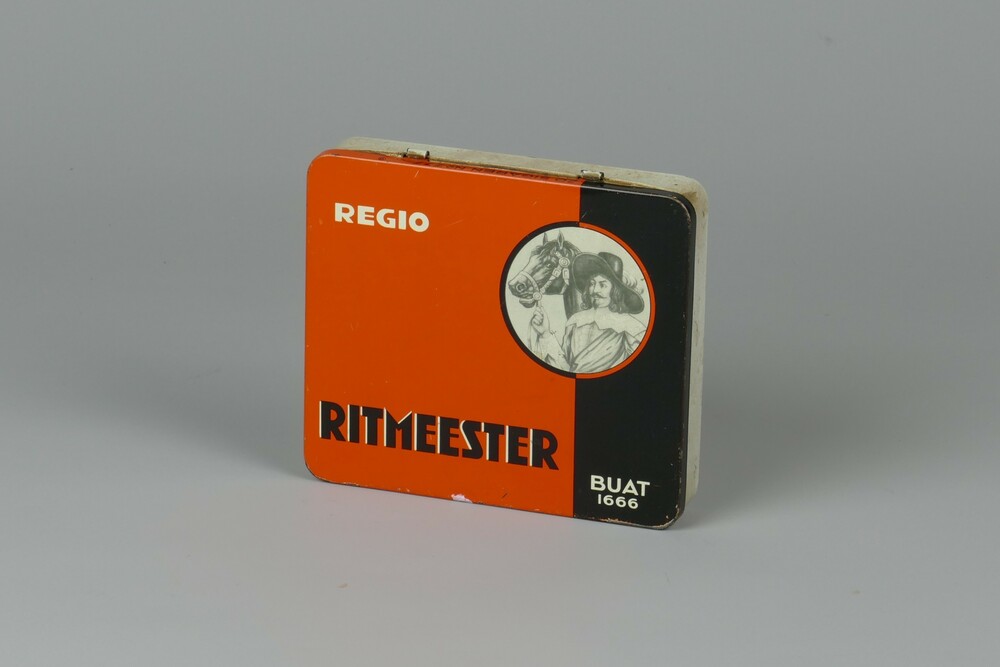 REGIO
RITMEESTER
BUAT
1666